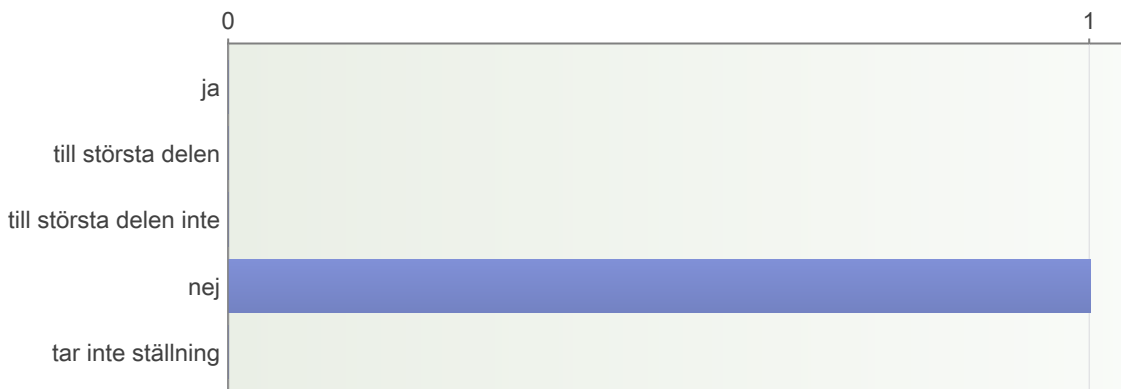 0 1
ja
till största delen
till största delen inte
nej
tar inte ställning